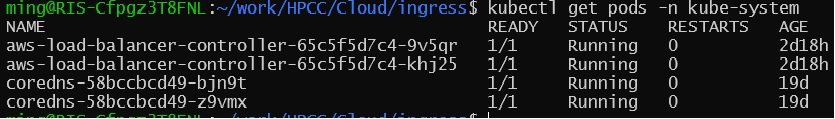 ming@RIS-Cfpgz3T8FNL:~/work/HPCC/Cloud/ingress$ kubectl get pods -n kube-system
NAME READY STATUS RESTARTS AGE
aws-load-balancer-controller-65c5f5d7c4-9v5qr 1/1 Running 0 2d18h
aws-load-balancer-controller-65c5f5d7c4-khj25 1/1 Running 0 2d18h
coredns-58bccbcd49-bjn9t 1/1 Running 0 19d
coredns-58bccbcd49-z9vmx 1/1 Running 0 19d
ming@RIS-Cfpgz3T8FNL:~/work/HPCC/Cloud/ingress$